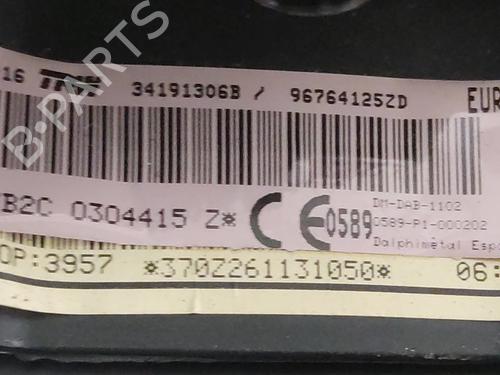 16 TRW 34191306B / 96764125ZD EUR
B2C 0304415 Z* CE 0589
DM-DAB-1102
0589-P1-000202
Dalphimetal Esp
OP:3957 *370Z261131050* 06:
B-PARTS